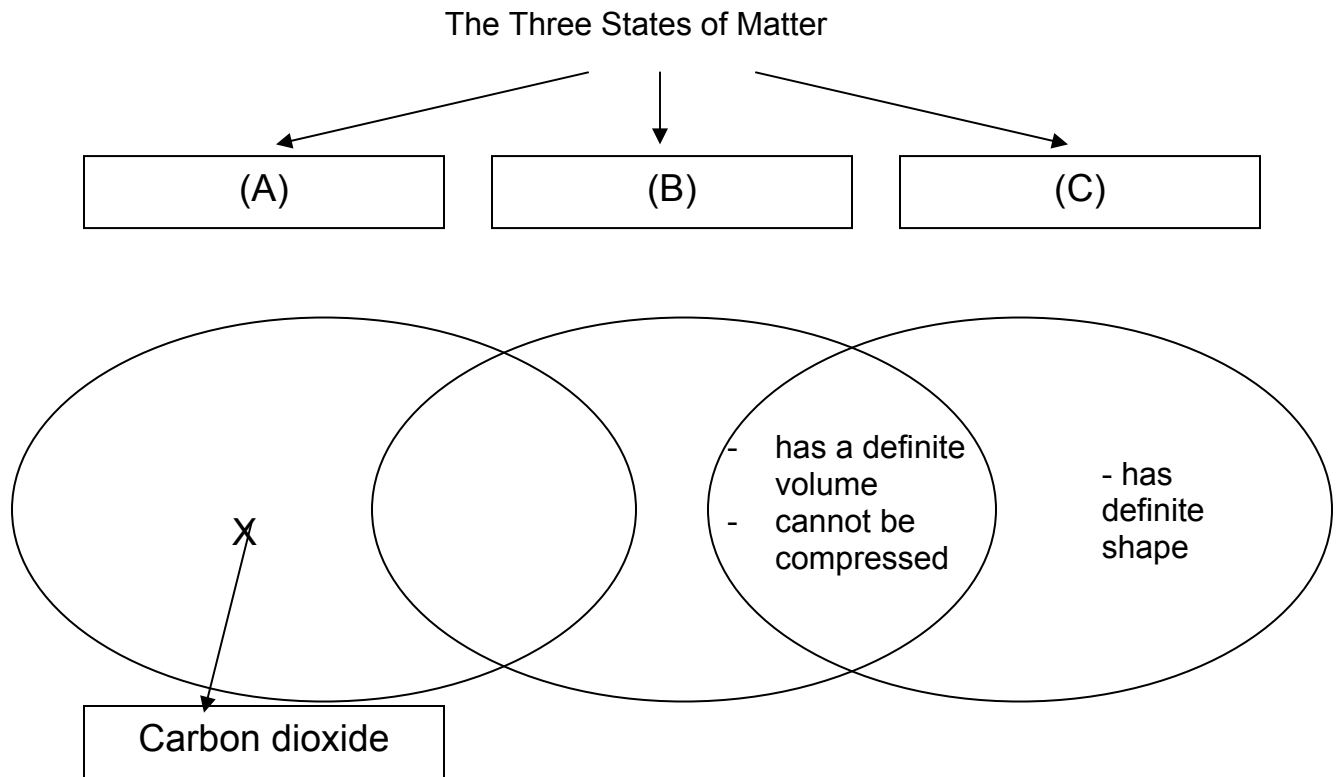 The Three States of Matter
(A)
(B)
(C)
- has a definite
volume
- cannot be
compressed
- has
definite
shape
X
Carbon dioxide